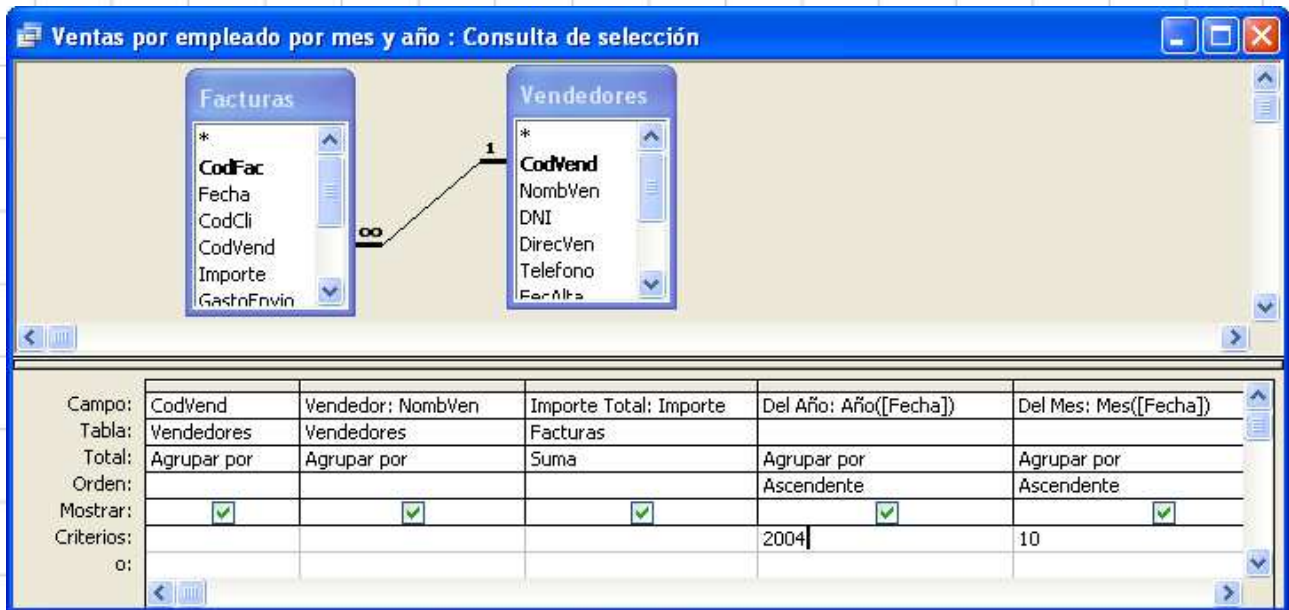 Ventas por empleado por mes y año : Consulta de selección
Facturas
*
CodFac
Fecha
CodCli
CodVend
Importe
GastoEnvio
∞
1
Vendedores
*
CodVend
NombVen
DNI
DirecVen
Telefono
FecAlta
Campo: CodVend Vendedor: NombVen Importe Total: Importe Del Año: Año([Fecha]) Del Mes: Mes([Fecha])
Tabla: Vendedores Vendedores Facturas
Total: Agrupar por Agrupar por Suma Agrupar por Agrupar por
Orden: Ascendente Ascendente
Mostrar:
Criterios: 2004 10
o: